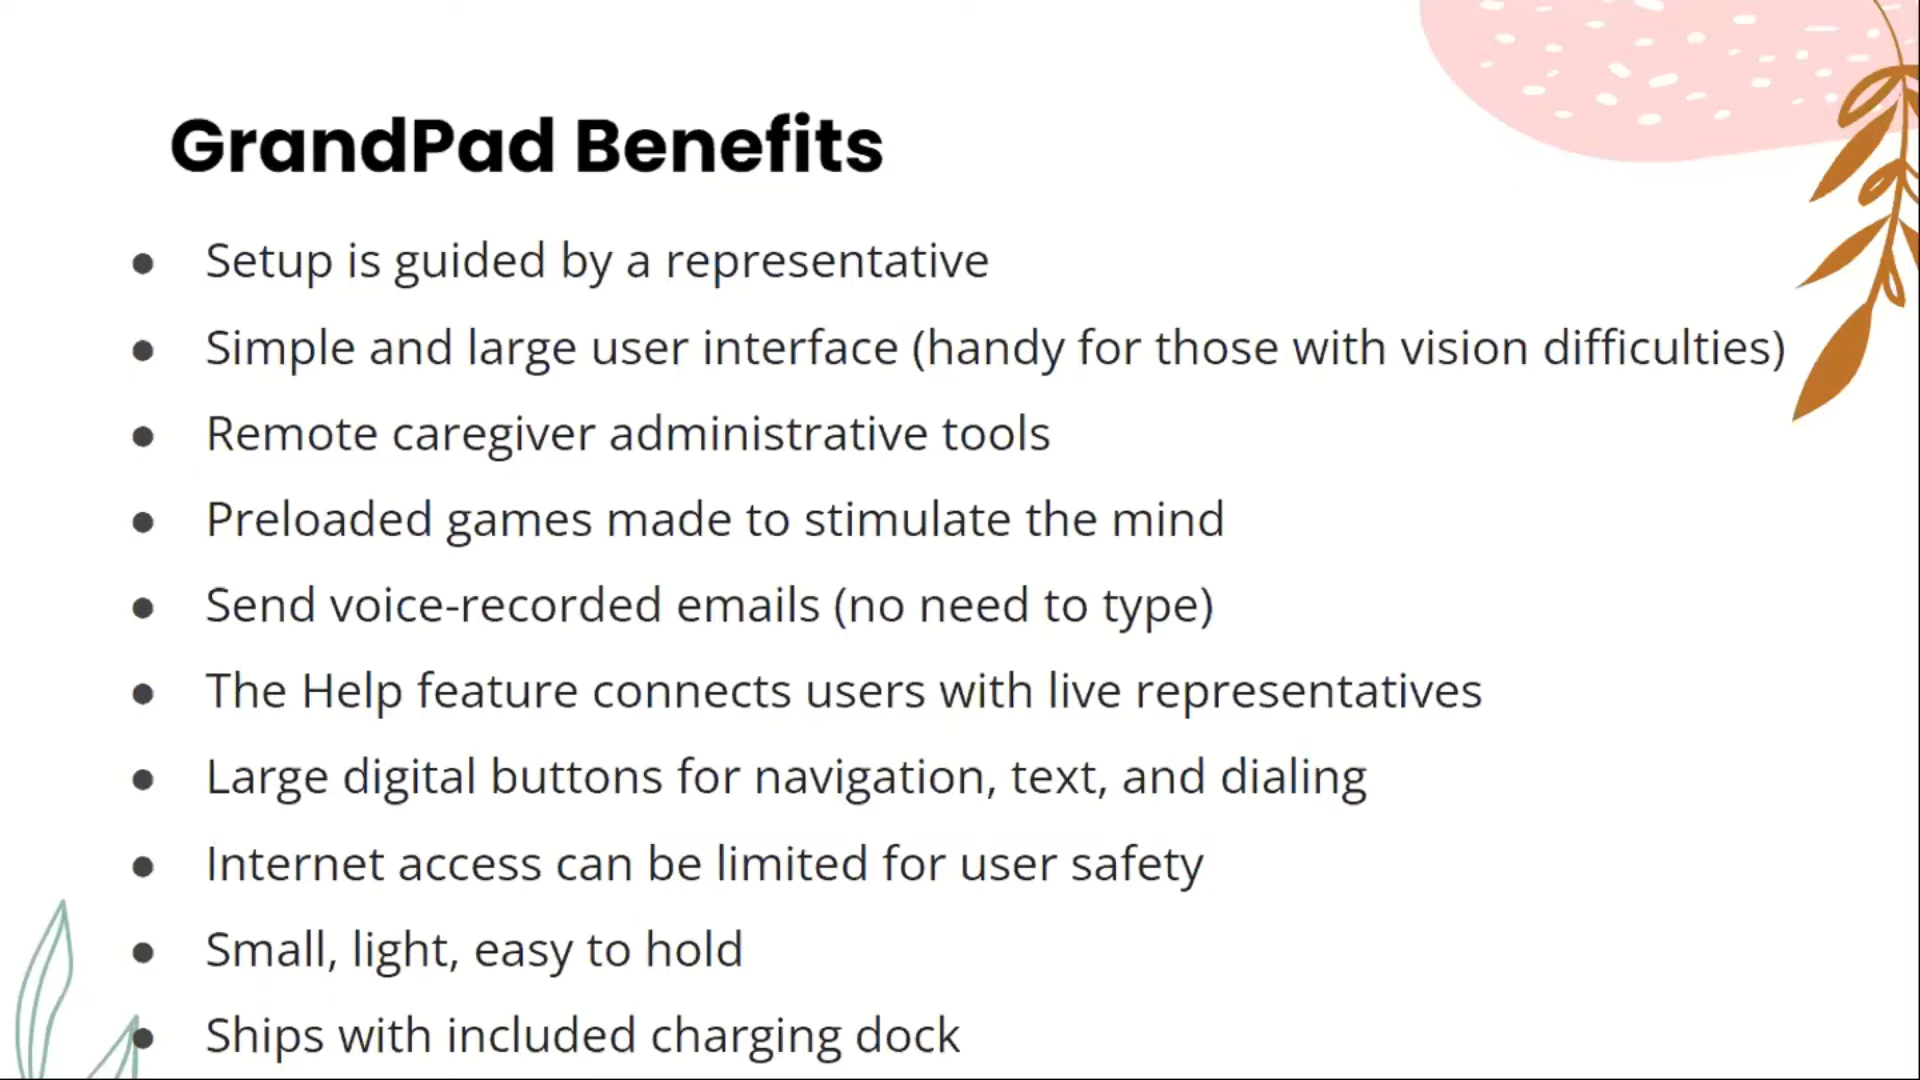 GrandPad Benefits
● Setup is guided by a representative
● Simple and large user interface (handy for those with vision difficulties)
● Remote caregiver administrative tools
● Preloaded games made to stimulate the mind
● Send voice-recorded emails (no need to type)
● The Help feature connects users with live representatives
● Large digital buttons for navigation, text, and dialing
● Internet access can be limited for user safety
● Small, light, easy to hold
● Ships with included charging dock